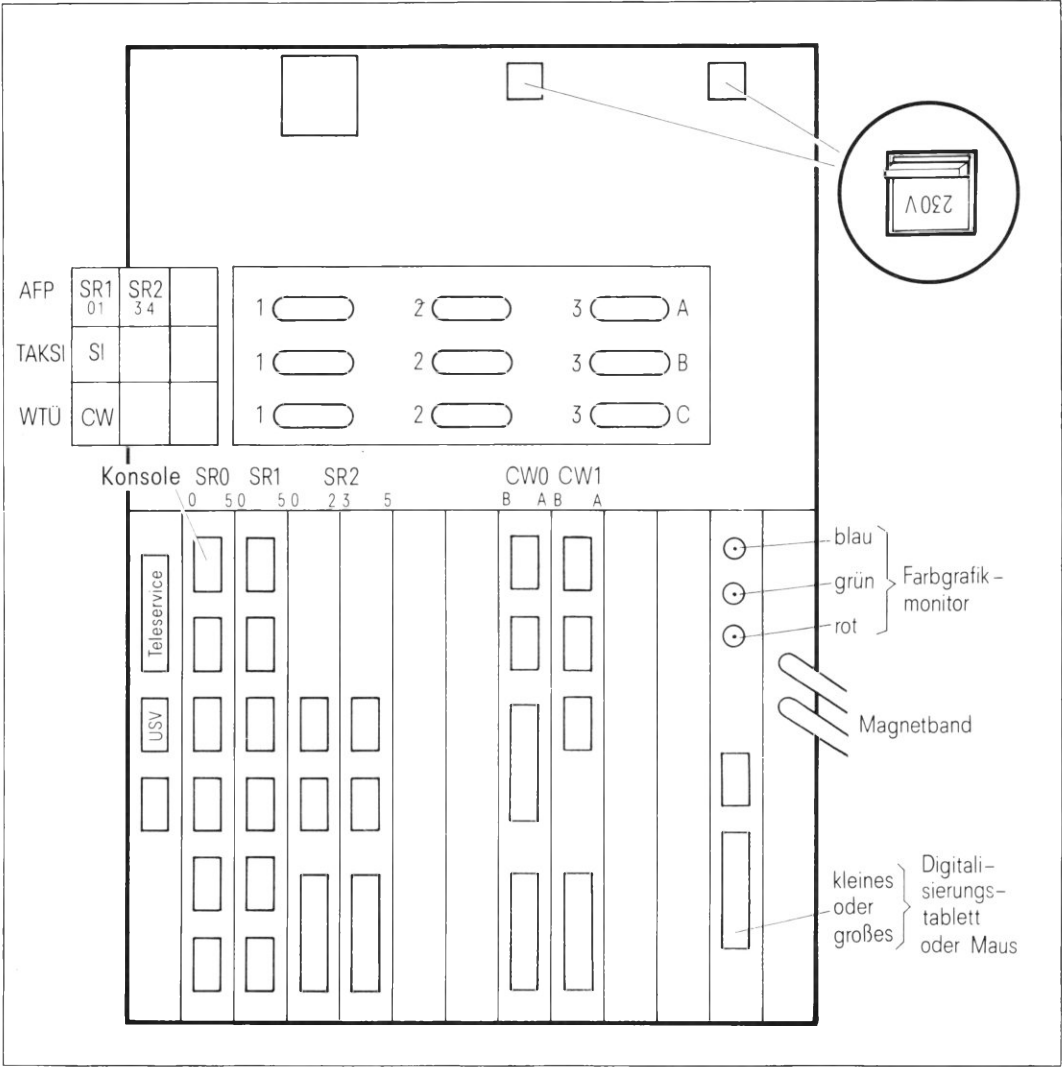 230V
AFP SR1 SR2
01 34
TAKSI SI
WTÜ CW
1 2 3 A
1 2 3 B
1 2 3 C
Konsole SR0 SR1 SR2 CW0 CW1
0 5 0 5 0 2 3 5 B A B A
Teleservice
USV
blau
grün
rot
Farbgrafik-
monitor
Magnetband
kleines
oder
großes
Digitali-
sierungs-
tablett
oder Maus